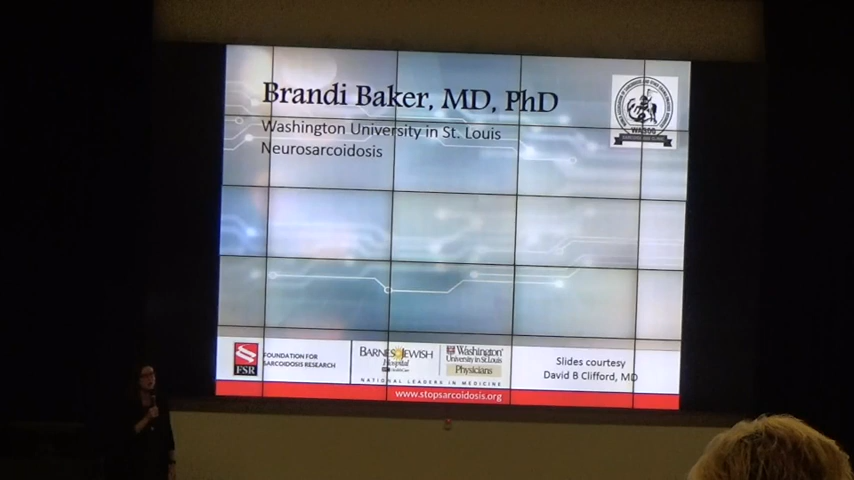 Brandi Baker, MD, PhD
Washington University in St. Louis
Neurosarcoidosis
WASOG
FSR
FOUNDATION FOR
SARCOIDOSIS RESEARCH
BARNES JEWISH
Hospital
Washington
University in St. Louis
Physicians
NATIONAL LEADERS IN MEDICINE
Slides courtesy
David B Clifford, MD
www.stopsarcoidosis.org